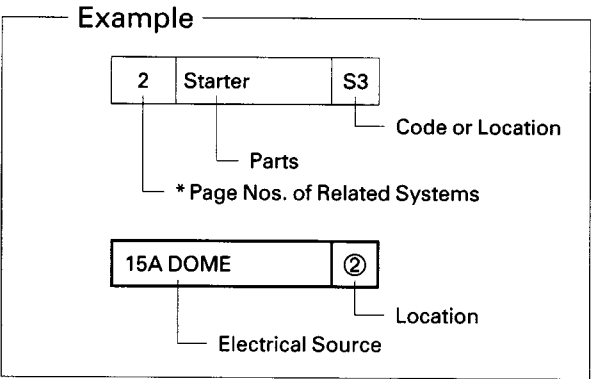 Example
2 Starter S3
Code or Location
Parts
* Page Nos. of Related Systems
15A DOME ②
Location
Electrical Source